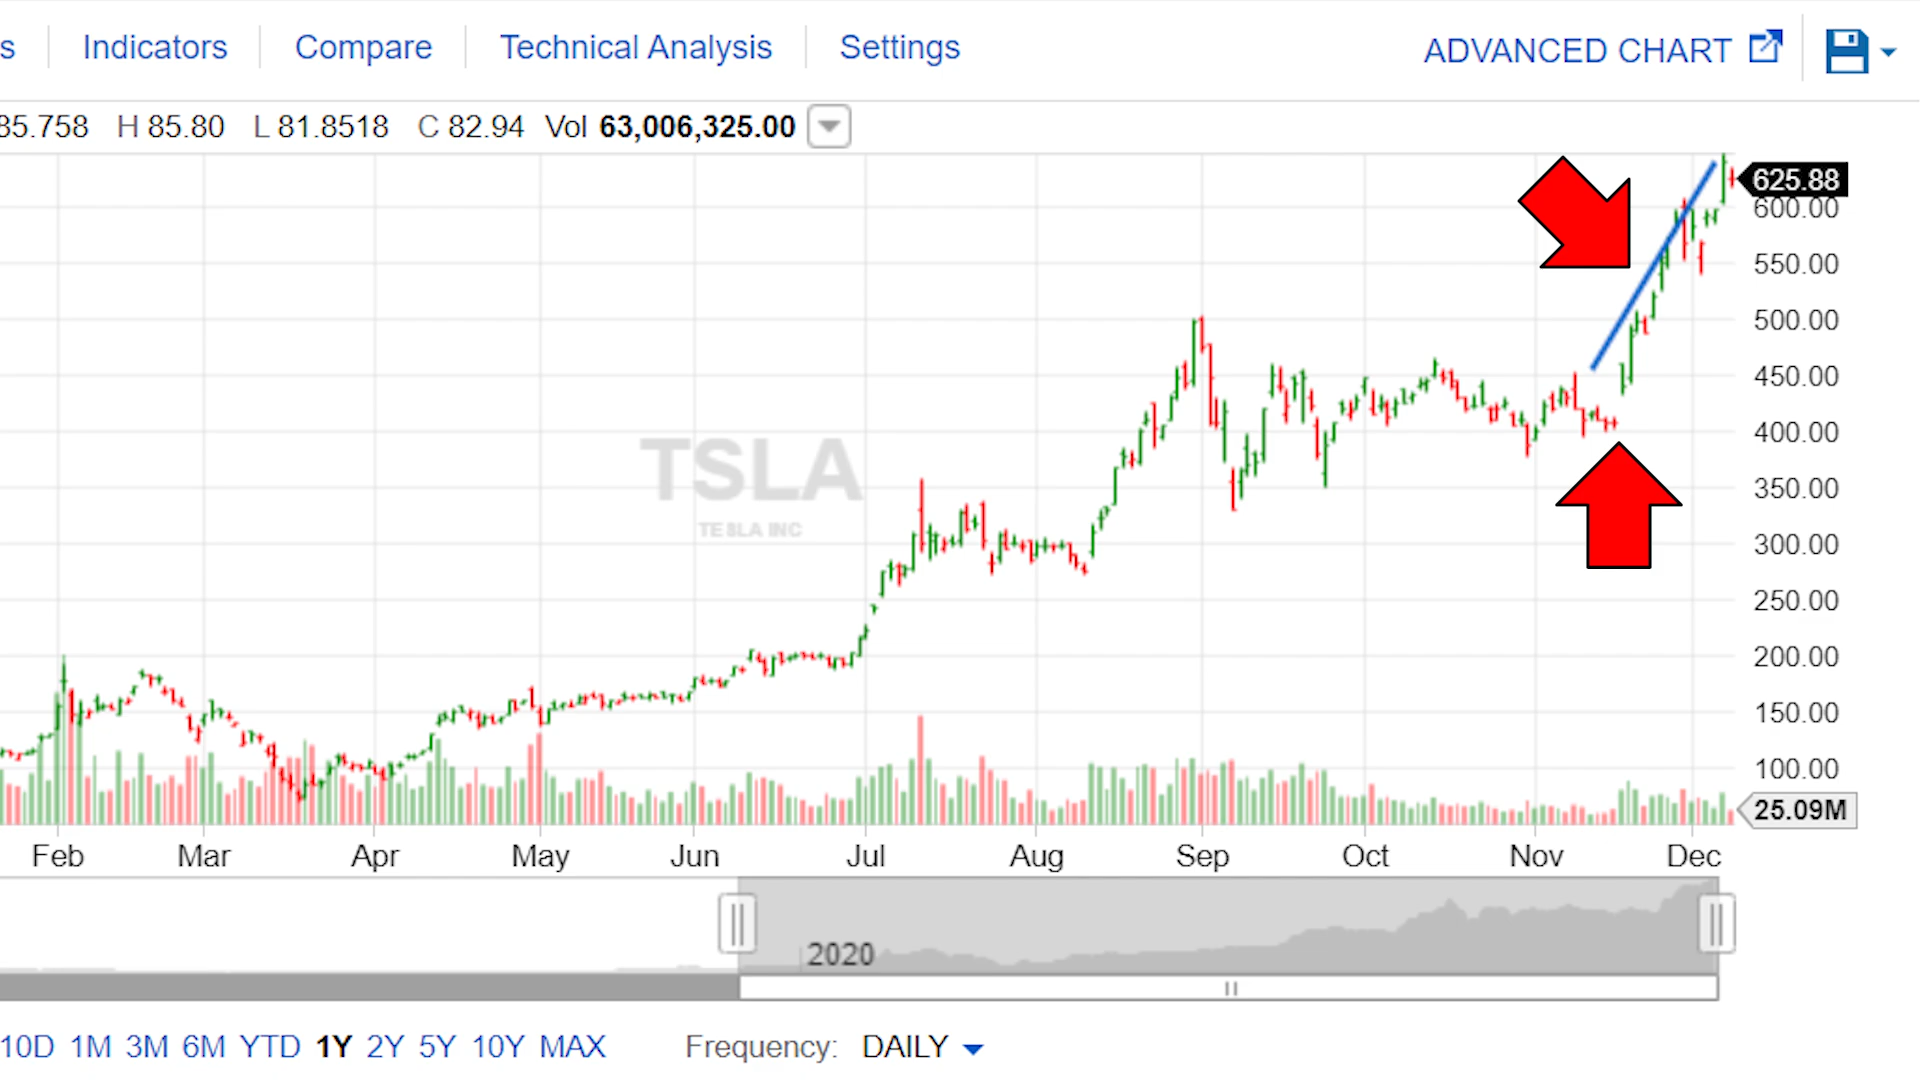 s Indicators Compare Technical Analysis Settings ADVANCED CHART
85.758 H 85.80 L 81.8518 C 82.94 Vol 63,006,325.00
625.88
600.00
550.00
500.00
450.00
400.00
350.00
300.00
250.00
200.00
150.00
100.00
25.09M
TSLA
TESLA INC
Feb Mar Apr May Jun Jul Aug Sep Oct Nov Dec
2020
10D 1M 3M 6M YTD 1Y 2Y 5Y 10Y MAX Frequency: DAILY